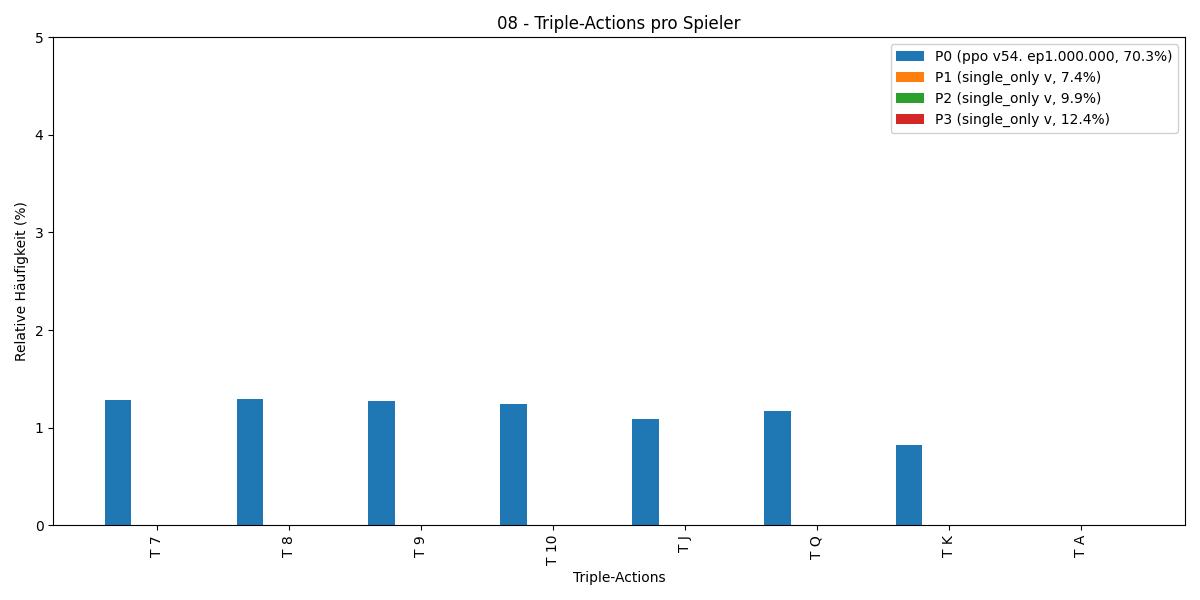 08 - Triple-Actions pro Spieler
P0 (ppo v54. ep1.000.000, 70.3%)
P1 (single_only v, 7.4%)
P2 (single_only v, 9.9%)
P3 (single_only v, 12.4%)
Relative Häufigkeit (%)
5
4
3
2
1
0
T 7
T 8
T 9
T 10
T J
T Q
T K
T A
Triple-Actions